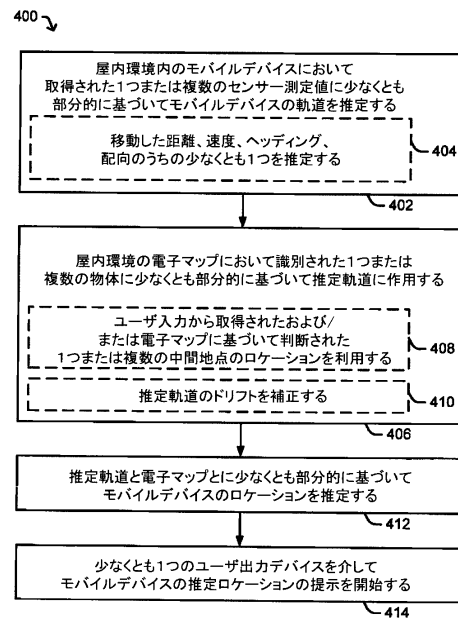 400
屋内環境内のモバイルデバイスにおいて
取得された1つまたは複数のセンサー測定値に少なくとも
部分的に基づいてモバイルデバイスの軌道を推定する
移動した距離、速度、ヘッディング、
配向のうちの少なくとも1つを推定する
404
402
屋内環境の電子マップにおいて識別された1つまたは
複数の物体に少なくとも部分的に基づいて推定軌道に作用する
ユーザ入力から取得されたおよび/
または電子マップに基づいて判断された
1つまたは複数の中間地点のロケーションを利用する
408
推定軌道のドリフトを補正する
410
406
推定軌道と電子マップとに少なくとも部分的に基づいて
モバイルデバイスのロケーションを推定する
412
少なくとも1つのユーザ出力デバイスを介して
モバイルデバイスの推定ロケーションの提示を開始する
414